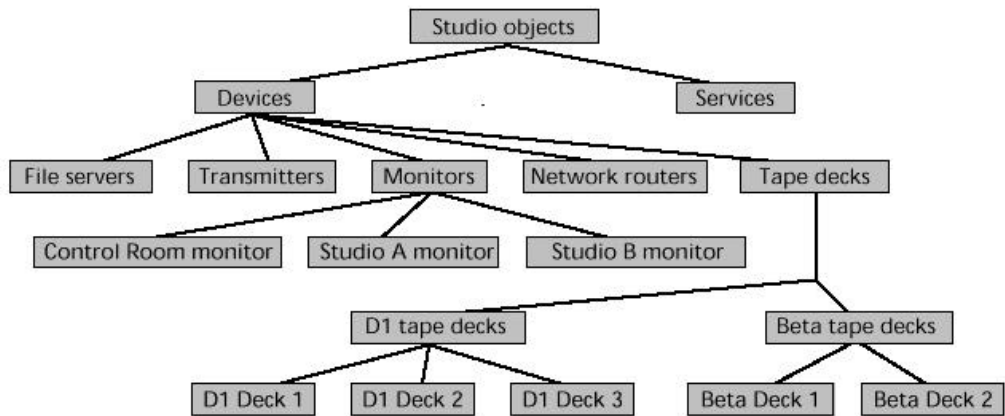 Studio objects
Devices
Services
File servers
Transmitters
Monitors
Network routers
Tape decks
Control Room monitor
Studio A monitor
Studio B monitor
D1 tape decks
Beta tape decks
D1 Deck 1
D1 Deck 2
D1 Deck 3
Beta Deck 1
Beta Deck 2